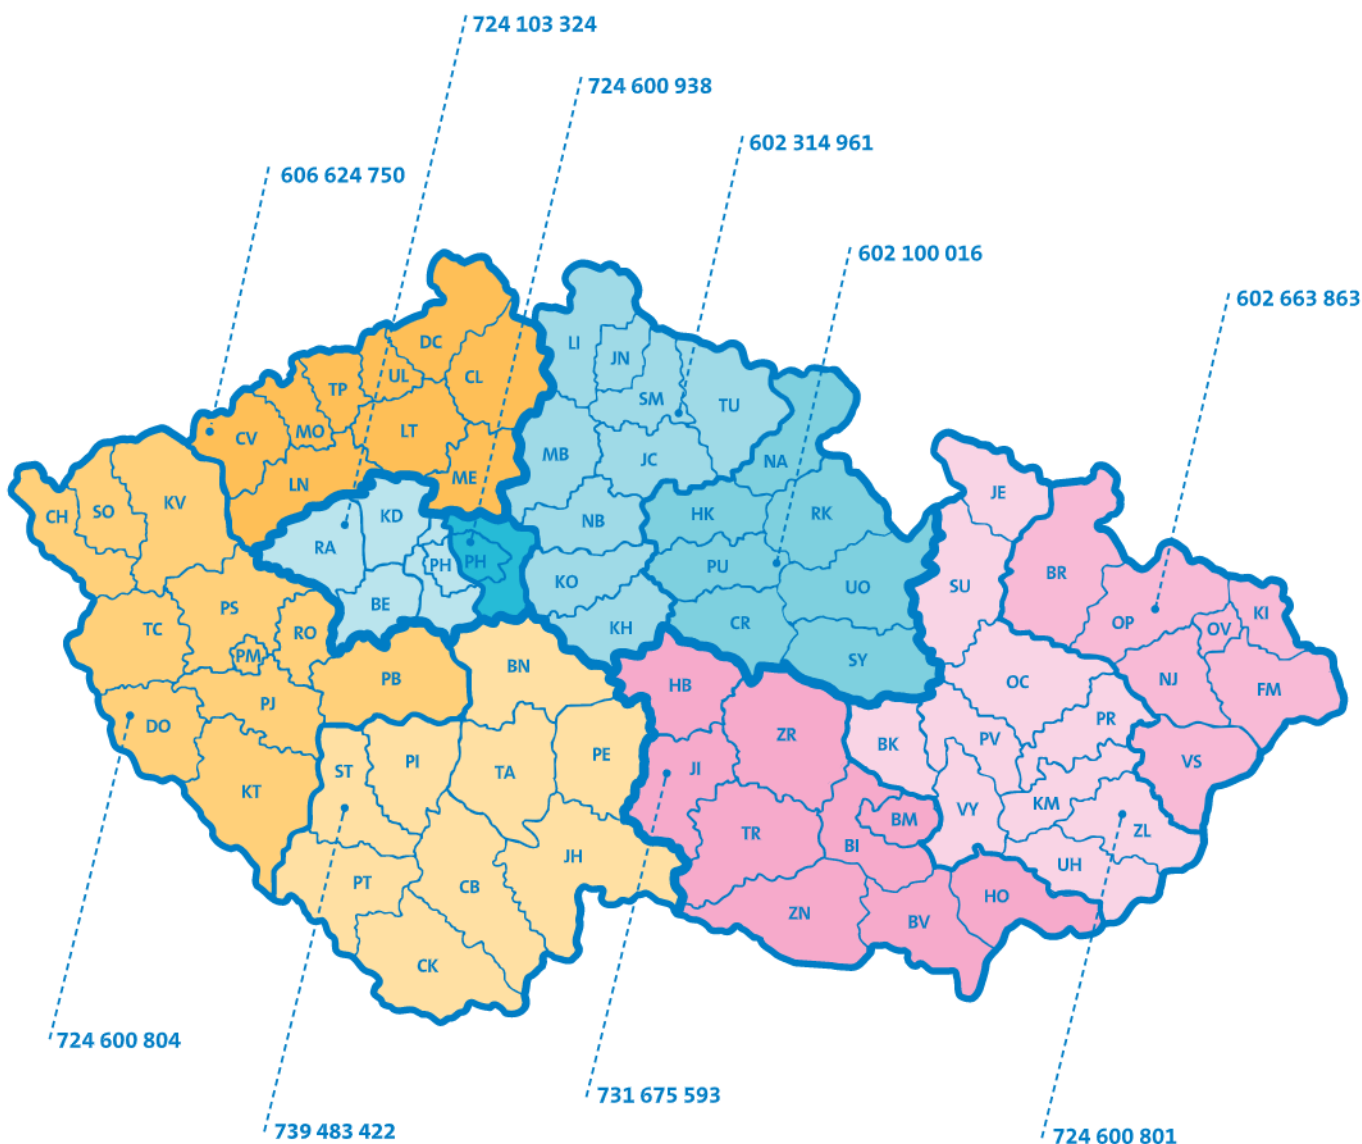 724 103 324
724 600 938
602 314 961
606 624 750
602 100 016
602 663 863
DC
LI
JN
UL
CL
TP
SM
TU
CV
MO
LT
MB
JC
NA
LN
ME
JE
CH
SO
KV
KD
NB
HK
RK
RA
PH
PH
PU
BR
KO
UO
SU
BE
PS
KI
TC
RO
KH
CR
OP
OV
PM
BN
SY
PB
HB
OC
NJ
FM
PJ
DO
ZR
PR
BK
PV
PI
PE
ST
TA
JI
VS
KT
KM
VY
BM
TR
BI
ZL
JH
UH
PT
CB
HO
ZN
BV
CK
724 600 804
731 675 593
739 483 422
724 600 801